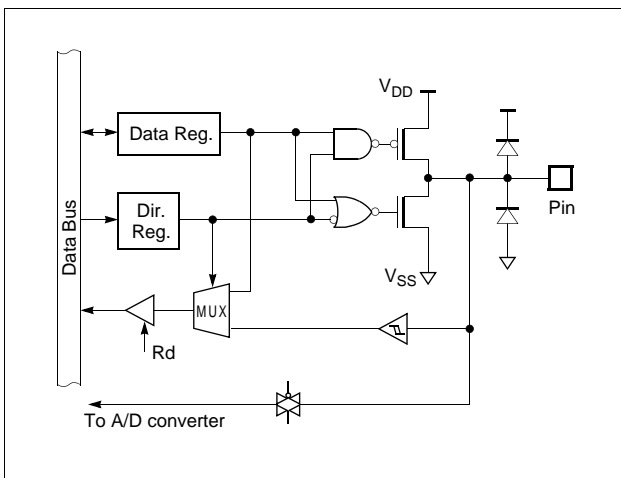 V_DD
Data Reg.
Data Bus
Dir.
Reg.
Pin
V_SS
MUX
Rd
To A/D converter